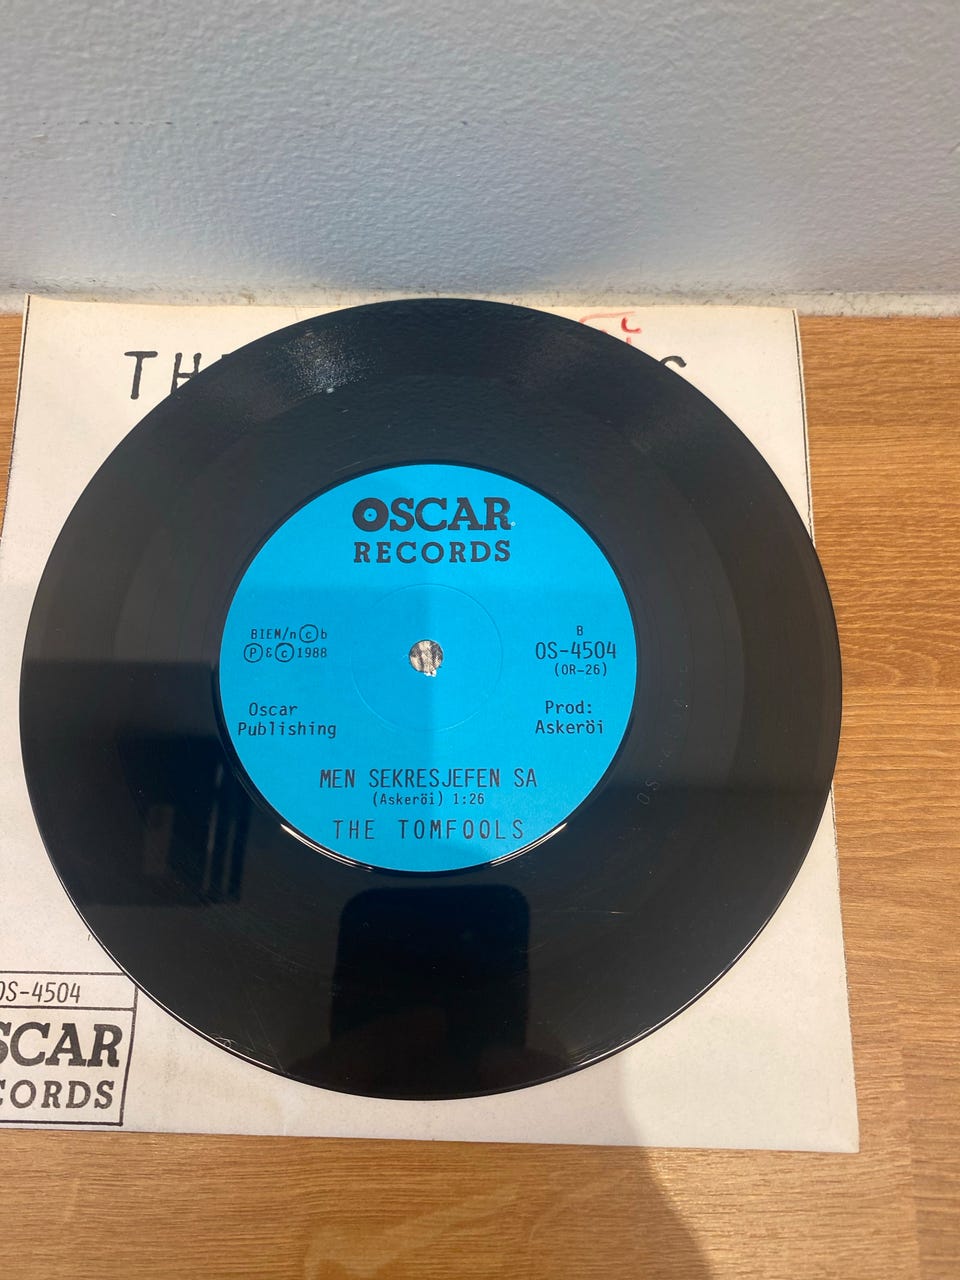 TH
OSCAR
RECORDS
BIEM/n©b
Ⓟ&©1988
B
OS-4504
(OR-26)
Oscar
Publishing
Prod:
Askeröi
MEN SEKRESJEFEN SA
(Askeröi) 1:26
THE TOMFOOLS
OS-4504
SCAR
CORDS